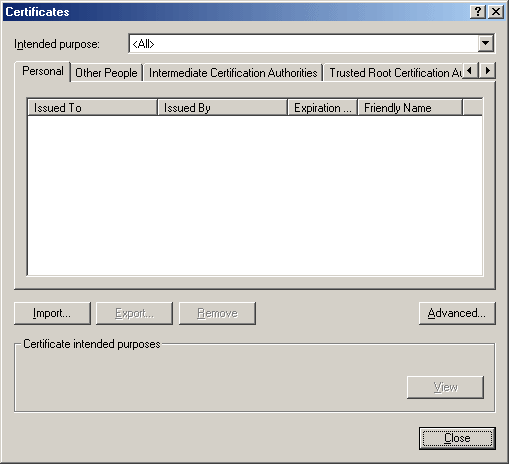 Certificates
Intended purpose: <All>
Personal Other People Intermediate Certification Authorities Trusted Root Certification Au
Issued To Issued By Expiration ... Friendly Name
Import... Export... Remove Advanced...
Certificate intended purposes
View
Close